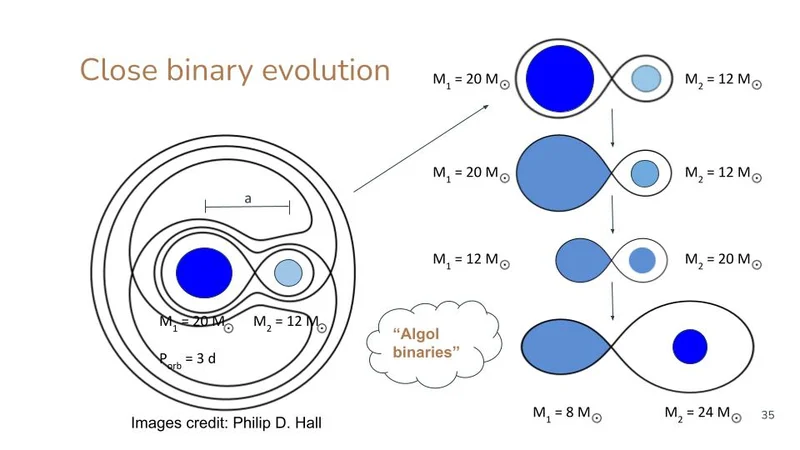 Close binary evolution
a
M₁ = 20 M☉
M₂ = 12 M☉
Pₒᵣb = 3 d
Images credit: Philip D. Hall
M₁ = 20 M☉
M₂ = 12 M☉
M₁ = 20 M☉
M₂ = 12 M☉
M₁ = 12 M☉
M₂ = 20 M☉
“Algol
binaries”
M₁ = 8 M☉
M₂ = 24 M☉
35